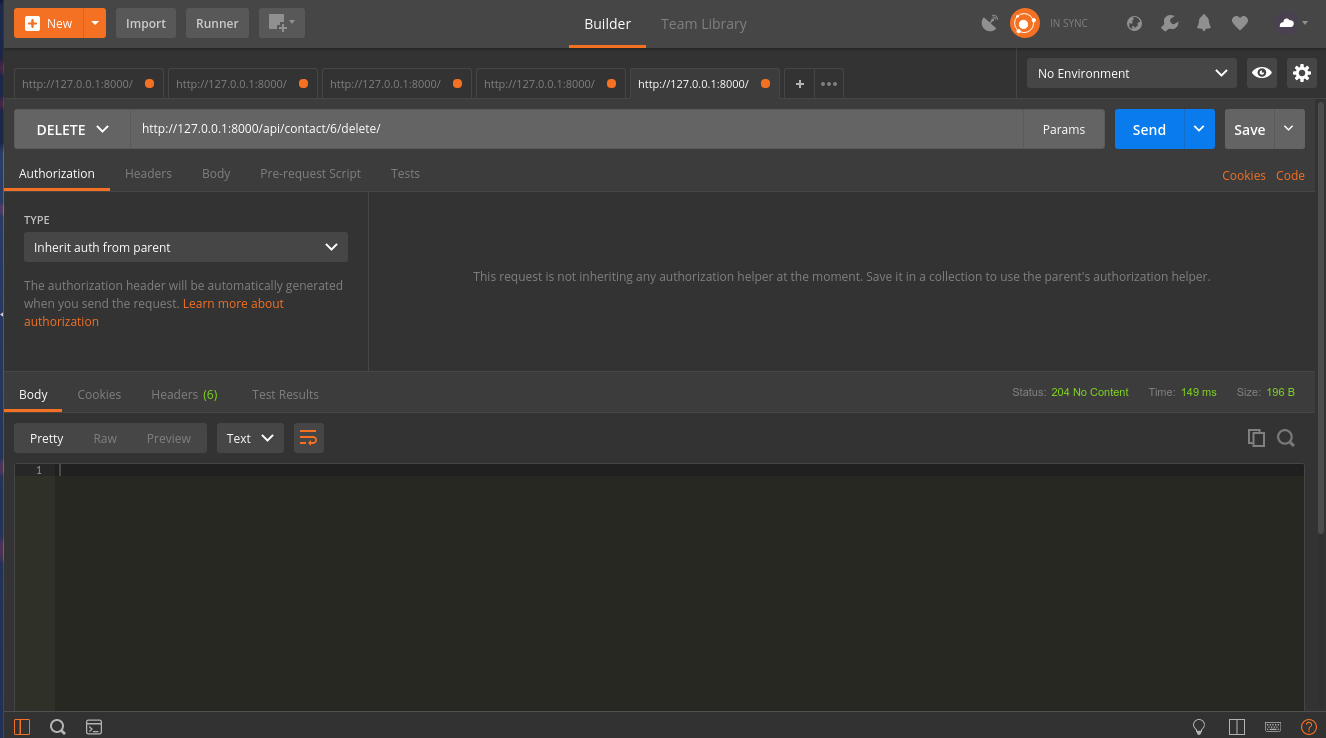 New Import Runner Builder Team Library IN SYNC
http://127.0.0.1:8000/ http://127.0.0.1:8000/ http://127.0.0.1:8000/ http://127.0.0.1:8000/ http://127.0.0.1:8000/ + ••• No Environment
DELETE http://127.0.0.1:8000/api/contact/6/delete/ Params Send Save
Authorization Headers Body Pre-request Script Tests Cookies Code
TYPE
Inherit auth from parent
This request is not inheriting any authorization helper at the moment. Save it in a collection to use the parent's authorization helper.
The authorization header will be automatically generated
when you send the request. Learn more about
authorization
Body Cookies Headers (6) Test Results Status: 204 No Content Time: 149 ms Size: 196 B
Pretty Raw Preview Text
1